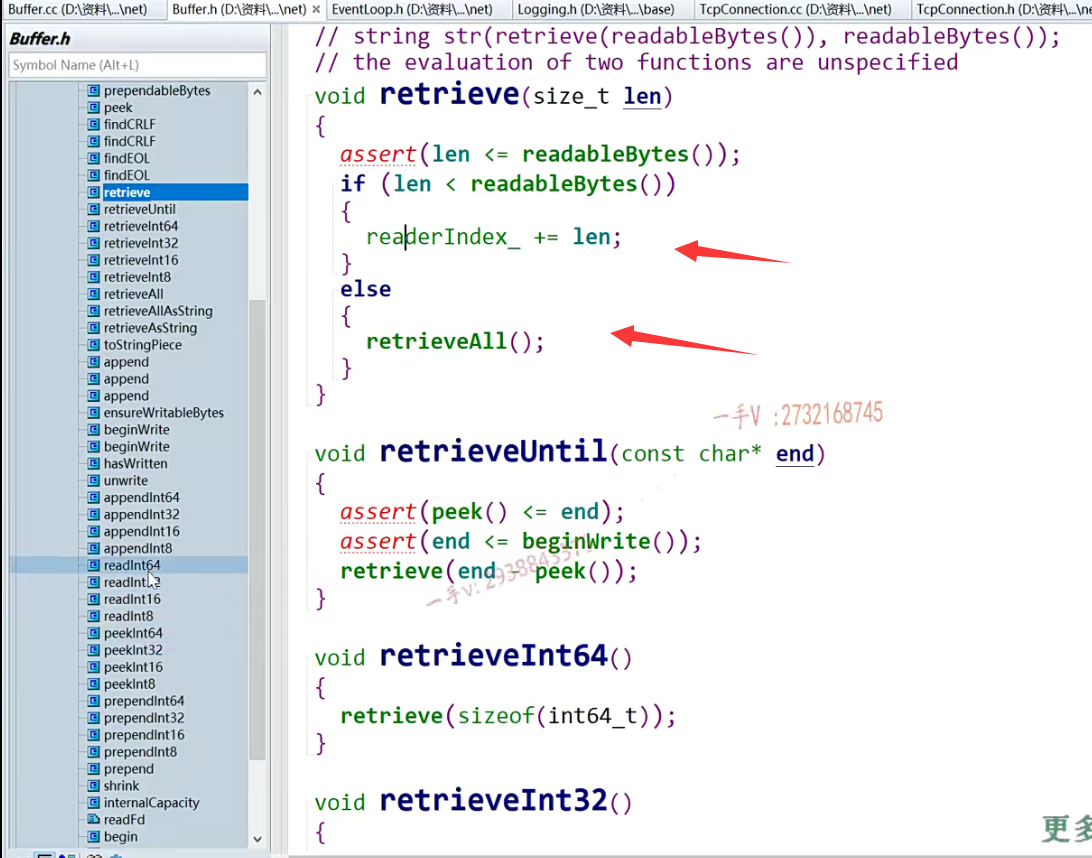 Buffer.cc (D:\资料\...\net)
Buffer.h (D:\资料\...\net) ×
EventLoop.h (D:\资料\...\net)
Logging.h (D:\资料\...\base)
TcpConnection.cc (D:\资料\...\net)
TcpConnection.h (D:\资料\...\ne
Buffer.h
Symbol Name (Alt+L)
prependableBytes
peek
findCRLF
findCRLF
findEOL
findEOL
retrieve
retrieveUntil
retrieveInt64
retrieveInt32
retrieveInt16
retrieveInt8
retrieveAll
retrieveAllAsString
retrieveAsString
toStringPiece
append
append
append
ensureWritableBytes
beginWrite
beginWrite
hasWritten
unwrite
appendInt64
appendInt32
appendInt16
appendInt8
readInt64
readInt32
readInt16
readInt8
peekInt64
peekInt32
peekInt16
peekInt8
prependInt64
prependInt32
prependInt16
prependInt8
prepend
shrink
internalCapacity
readFd
begin
// string str(retrieve(readableBytes()), readableBytes());
// the evaluation of two functions are unspecified
void retrieve(size_t len)
{
assert(len <= readableBytes());
if (len < readableBytes())
{
readerIndex_ += len;
}
else
{
retrieveAll();
}
}
一手V :2732168745
void retrieveUntil(const char* end)
{
assert(peek() <= end);
assert(end <= beginWrite());
retrieve(end - peek());
}
void retrieveInt64()
{
retrieve(sizeof(int64_t));
}
void retrieveInt32()
{
更多